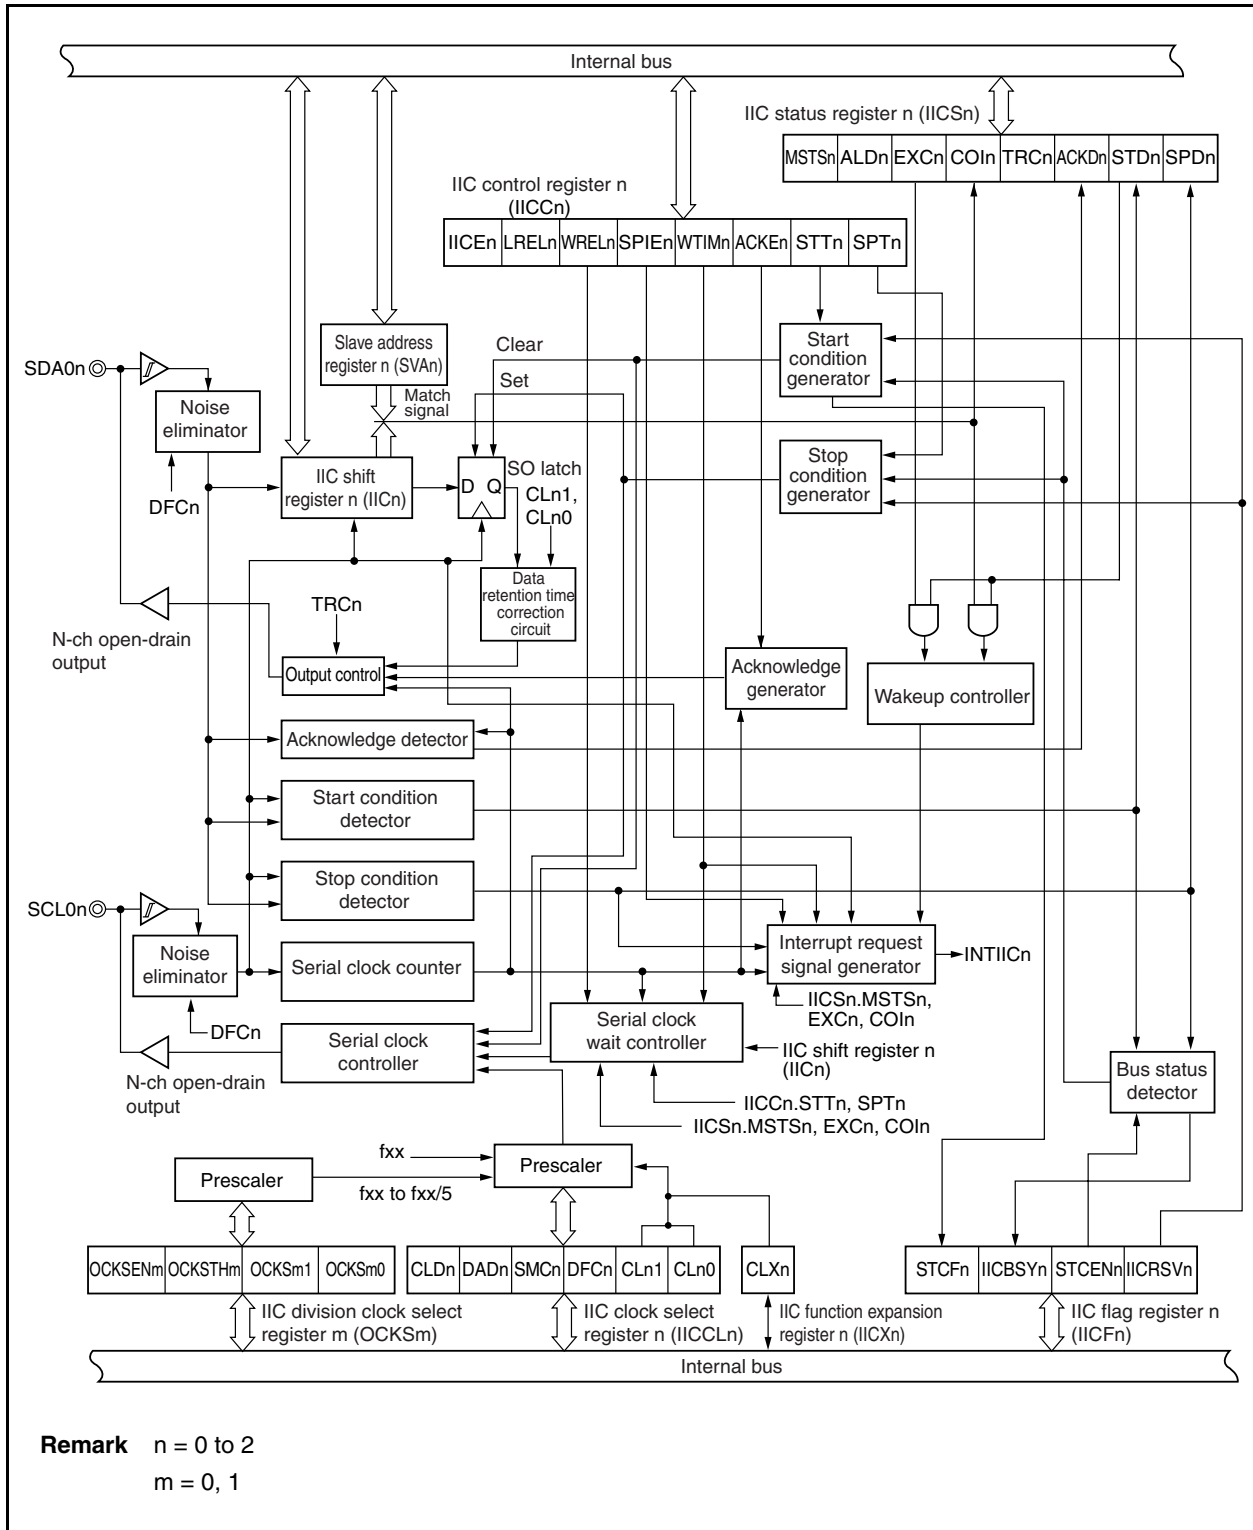 Internal bus
IIC status register n (IICSn)
MSTSn ALDn EXCn COIn TRCn ACKDn STDn SPDn
IIC control register n
(IICCn)
IICEn LRELn WRELn SPIEn WTIMn ACKEn STTn SPTn
SDA0n
Slave address
register n (SVAn)
Clear
Set
Start
condition
generator
Noise
eliminator
Match
signal
DFCn
IIC shift
register n (IICn)
D Q
SO latch
CLn1,
CLn0
Stop
condition
generator
Data
retention time
correction
circuit
TRCn
N-ch open-drain
output
Output control
Acknowledge
generator
Wakeup controller
Acknowledge detector
Start condition
detector
Stop condition
detector
SCL0n
Noise
eliminator
Serial clock counter
Interrupt request
signal generator
INTIICn
DFCn
IICSn.MSTSn,
EXCn, COIn
Serial clock
controller
Serial clock
wait controller
IIC shift register n
(IICn)
N-ch open-drain
output
Bus status
detector
IICCn.STTn, SPTn
IICSn.MSTSn, EXCn, COIn
fxx
Prescaler
Prescaler
fxx to fxx/5
OCKSENm OCKSTHm OCKSm1 OCKSm0
CLDn DADn SMCn DFCn CLn1 CLn0
CLXn
STCFn IICBSYn STCENn IICRSVn
IIC division clock select
register m (OCKSm)
IIC clock select
register n (IICCLn)
IIC function expansion
register n (IICXn)
IIC flag register n
(IICFn)
Internal bus
Remark n = 0 to 2
m = 0, 1